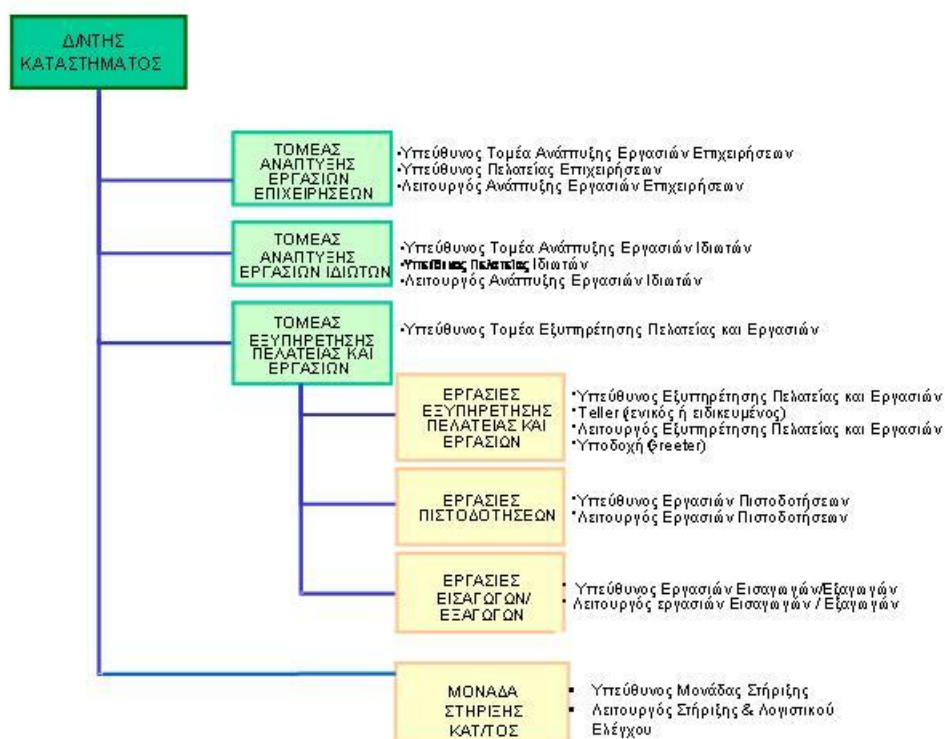 Δ/ΝΤΗΣ
ΚΑΤΑΣΤΗΜΑΤΟΣ
ΤΟΜΕΑΣ
ΑΝΑΠΤΥΞΗΣ
ΕΡΓΑΣΙΩΝ
ΕΠΙΧΕΙΡΗΣΕΩΝ
•Υπεύθυνος Τομέα Ανάπτυξης Εργασιών Επιχειρήσεων
•Υπεύθυνος Πελατείας Επιχειρήσεων
•Λειτουργός Ανάπτυξης Εργασιών Επιχειρήσεων
ΤΟΜΕΑΣ
ΑΝΑΠΤΥΞΗΣ
ΕΡΓΑΣΙΩΝ ΙΔΙΩΤΩΝ
•Υπεύθυνος Τομέα Ανάπτυξης Εργασιών Ιδιωτών
•Υπεύθυνος Πελατείας Ιδιωτών
•Λειτουργός Ανάπτυξης Εργασιών Ιδιωτών
ΤΟΜΕΑΣ
ΕΞΥΠΗΡΕΤΗΣΗΣ
ΠΕΛΑΤΕΙΑΣ ΚΑΙ
ΕΡΓΑΣΙΩΝ
•Υπεύθυνος Τομέα Εξυπηρέτησης Πελατείας και Εργασιών
ΕΡΓΑΣΙΕΣ
ΕΞΥΠΗΡΕΤΗΣΗΣ
ΠΕΛΑΤΕΙΑΣ ΚΑΙ
ΕΡΓΑΣΙΩΝ
•Υπεύθυνος Εξυπηρέτησης Πελατείας και Εργασιών
•Teller (γενικός ή ειδικευμένος)
•Λειτουργός Εξυπηρέτησης Πελατείας και Εργασιών
•Υποδοχή (Greeter)
ΕΡΓΑΣΙΕΣ
ΠΙΣΤΟΔΟΤΗΣΕΩΝ
•Υπεύθυνος Εργασιών Πιστοδοτήσεων
•Λειτουργός Εργασιών Πιστοδοτήσεων
ΕΡΓΑΣΙΕΣ
ΕΙΣΑΓΩΓΩΝ/
ΕΞΑΓΩΓΩΝ
• Υπεύθυνος Εργασιών Εισαγωγών/Εξαγωγών
• Λειτουργός εργασιών Εισαγωγών / Εξαγωγών
ΜΟΝΑΔΑ
ΣΤΗΡΙΞΗΣ
ΚΑΤ/ΤΟΣ
▪ Υπεύθυνος Μονάδας Στήριξης
▪ Λειτουργός Στήριξης & Λογιστικού
Ελέγχου